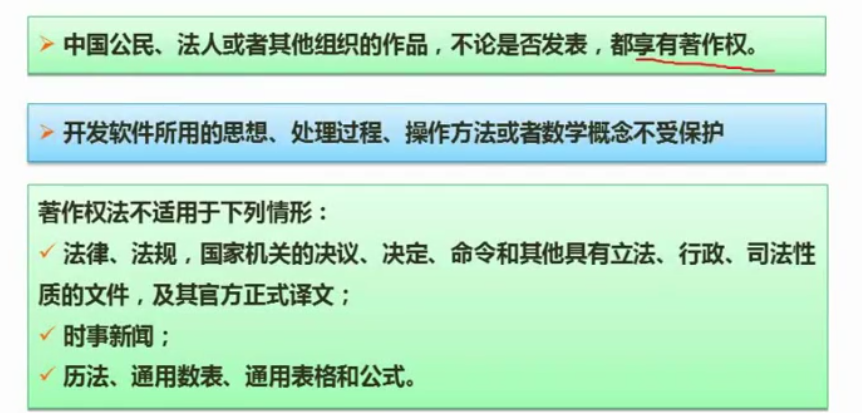 ➢ 中国公民、法人或者其他组织的作品，不论是否发表，都享有著作权。
➢ 开发软件所用的思想、处理过程、操作方法或者数学概念不受保护
著作权法不适用于下列情形：
✓ 法律、法规，国家机关的决议、决定、命令和其他具有立法、行政、司法性
质的文件，及其官方正式译文；
✓ 时事新闻；
✓ 历法、通用数表、通用表格和公式。